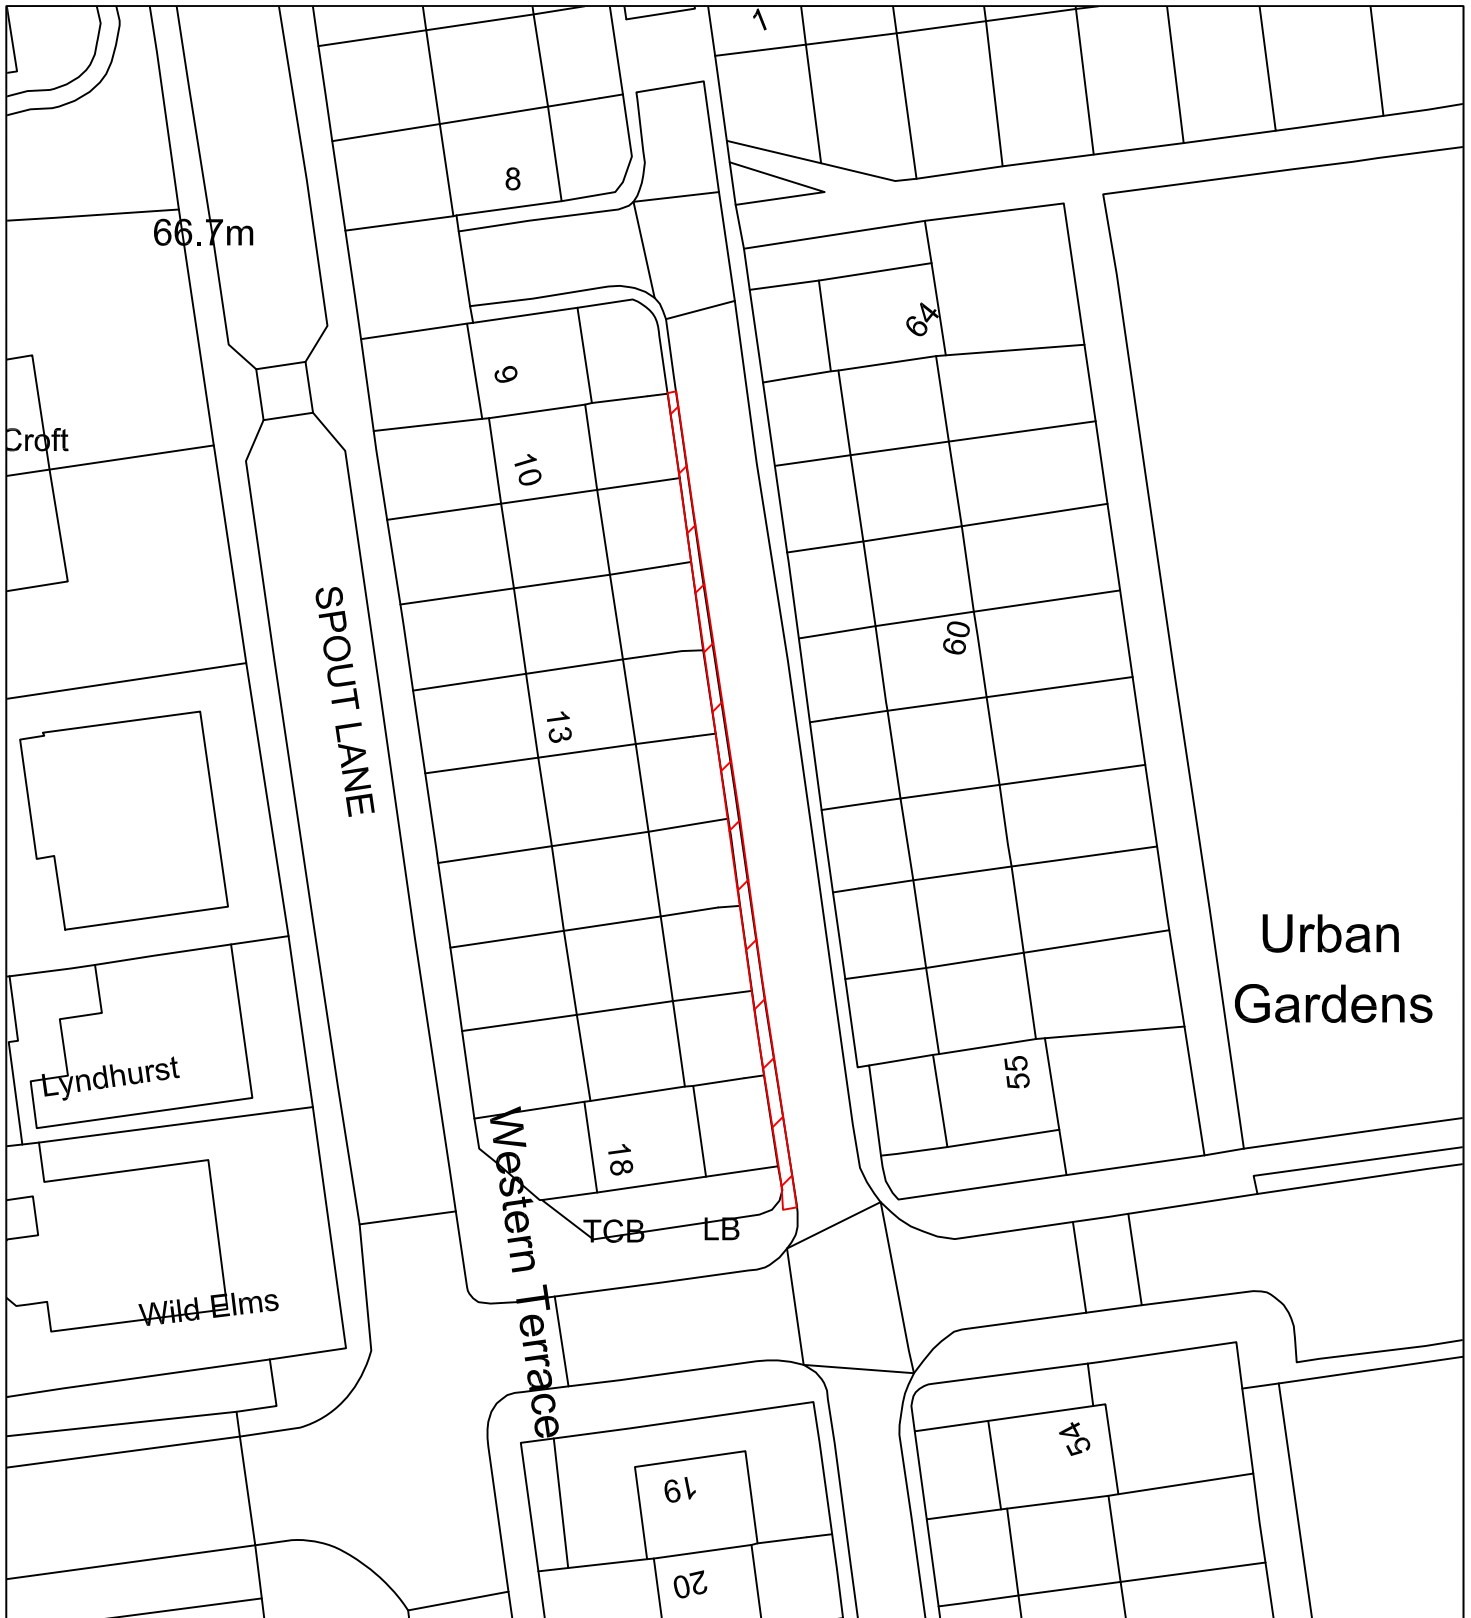 1
8
66.7m
64
9
Croft
10
SPOUT LANE
60
13
Urban
Gardens
Lyndhurst
55
Western Terrace
18
TCB
LB
Wild Elms
54
19
20